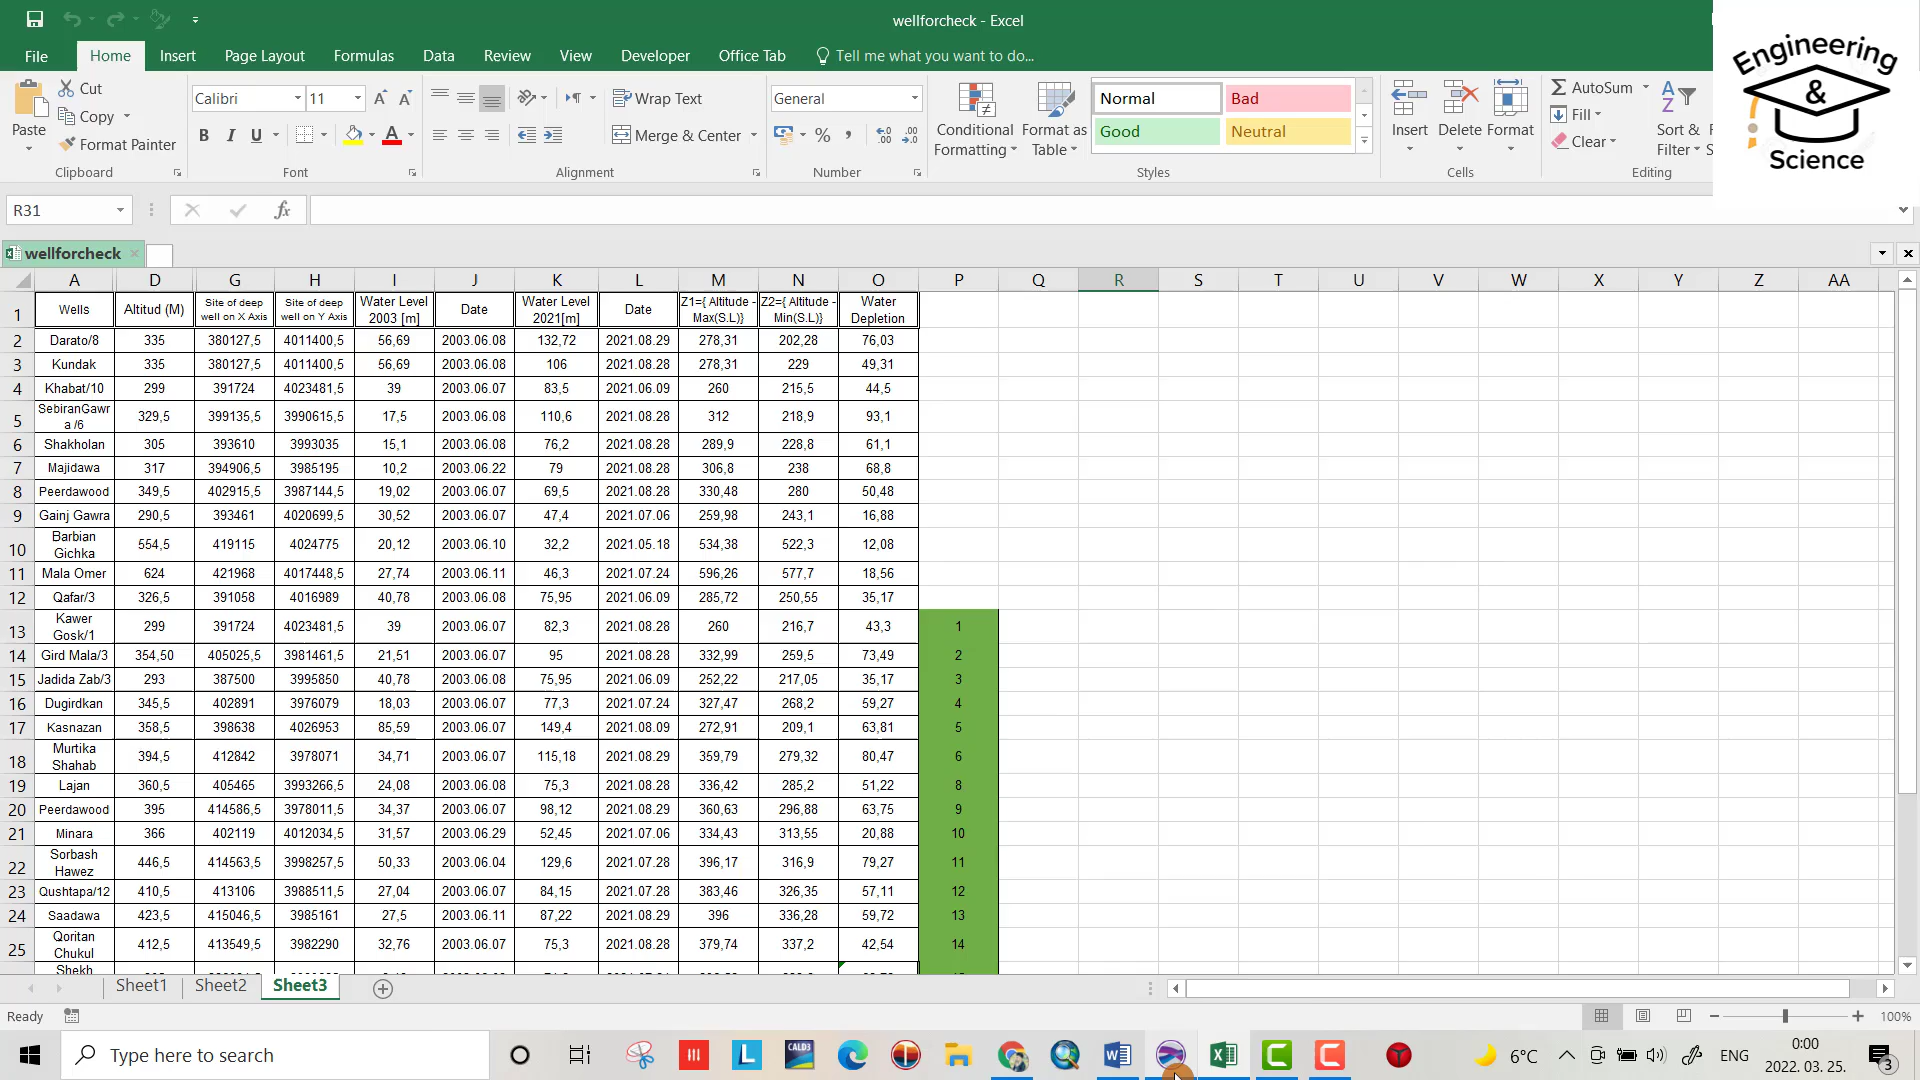 wellforcheck - Excel
File Home Insert Page Layout Formulas Data Review View Developer Office Tab Tell me what you want to do...
Engineering
&
Science
Paste
Cut
Copy
Format Painter
Clipboard
Calibri 11
B I U
Font
Wrap Text
Merge & Center
Alignment
General
Number
Conditional Formatting
Format as Table
Normal Bad
Good Neutral
Styles
Insert Delete Format
Cells
AutoSum
Fill
Clear
Sort &
Filter
Editing
R31 fx
wellforcheck
A D G H I J K L M N O P Q R S T U V W X Y Z AA
1 Wells Altitud (M) Site of deep well on X Axis Site of deep well on Y Axis Water Level 2003 [m] Date Water Level 2021[m] Date Z1={ Altitude - Max(S.L)} Z2={ Altitude - Min(S.L)} Water Depletion
2 Darato/8 335 380127,5 4011400,5 56,69 2003.06.08 132,72 2021.08.29 278,31 202,28 76,03
3 Kundak 335 380127,5 4011400,5 56,69 2003.06.08 106 2021.08.28 278,31 229 49,31
4 Khabat/10 299 391724 4023481,5 39 2003.06.07 83,5 2021.06.09 260 215,5 44,5
5 SebiranGawra /6 329,5 399135,5 3990615,5 17,5 2003.06.08 110,6 2021.08.28 312 218,9 93,1
6 Shakholan 305 393610 3993035 15,1 2003.06.08 76,2 2021.08.28 289,9 228,8 61,1
7 Majidawa 317 394906,5 3985195 10,2 2003.06.22 79 2021.08.28 306,8 238 68,8
8 Peerdawood 349,5 402915,5 3987144,5 19,02 2003.06.07 69,5 2021.08.28 330,48 280 50,48
9 Gainj Gawra 290,5 393461 4020699,5 30,52 2003.06.07 47,4 2021.07.06 259,98 243,1 16,88
10 Barbian Gichka 554,5 419115 4024775 20,12 2003.06.10 32,2 2021.05.18 534,38 522,3 12,08
11 Mala Omer 624 421968 4017448,5 27,74 2003.06.11 46,3 2021.07.24 596,26 577,7 18,56
12 Qafar/3 326,5 391058 4016989 40,78 2003.06.08 75,95 2021.06.09 285,72 250,55 35,17
13 Kawer Gosk/1 299 391724 4023481,5 39 2003.06.07 82,3 2021.08.28 260 216,7 43,3 1
14 Gird Mala/3 354,50 405025,5 3981461,5 21,51 2003.06.07 95 2021.08.28 332,99 259,5 73,49 2
15 Jadida Zab/3 293 387500 3995850 40,78 2003.06.08 75,95 2021.06.09 252,22 217,05 35,17 3
16 Dugirdkan 345,5 402891 3976079 18,03 2003.06.07 77,3 2021.07.24 327,47 268,2 59,27 4
17 Kasnazan 358,5 398638 4026953 85,59 2003.06.07 149,4 2021.08.09 272,91 209,1 63,81 5
18 Murtika Shahab 394,5 412842 3978071 34,71 2003.06.07 115,18 2021.08.29 359,79 279,32 80,47 6
19 Lajan 360,5 405465 3993266,5 24,08 2003.06.08 75,3 2021.08.28 336,42 285,2 51,22 8
20 Peerdawood 395 414586,5 3978011,5 34,37 2003.06.07 98,12 2021.08.29 360,63 296,88 63,75 9
21 Minara 366 402119 4012034,5 31,57 2003.06.29 52,45 2021.07.06 334,43 313,55 20,88 10
22 Sorbash Hawez 446,5 414563,5 3998257,5 50,33 2003.06.04 129,6 2021.07.28 396,17 316,9 79,27 11
23 Qushtapa/12 410,5 413106 3988511,5 27,04 2003.06.07 84,15 2021.07.28 383,46 326,35 57,11 12
24 Saadawa 423,5 415046,5 3985161 27,5 2003.06.11 87,22 2021.08.29 396 336,28 59,72 13
25 Qoritan Chukul 412,5 413549,5 3982290 32,76 2003.06.07 75,3 2021.08.28 379,74 337,2 42,54 14
Shekh
Sheet1 Sheet2 Sheet3
Ready 100%
Type here to search
CALD3
6°C ENG
0:00
2022. 03. 25.
3